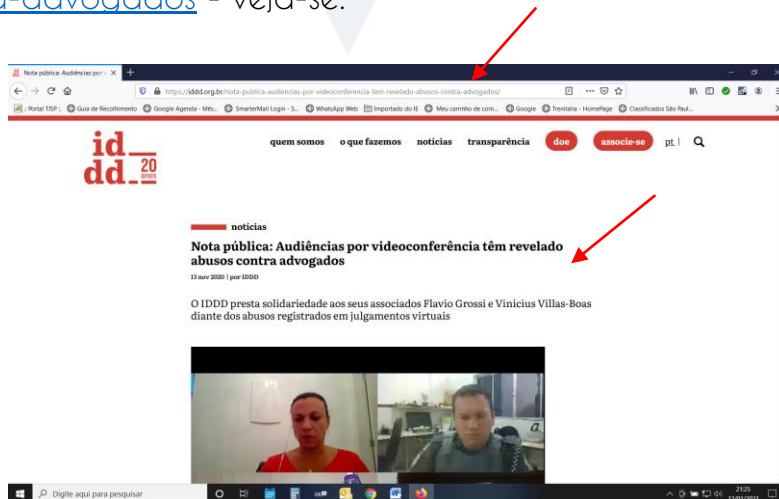 a-advogados - veja-se:
Nota pública: Audiências por v
https://iddd.org.br/nota-publica-audiencias-por-videoconferencia-tem-revelado-abusos-contra-advogados/
Portal TJSP : Guia de Recolhimento Google Agenda - Mês... SmarterMail Login - S... WhatsApp Web Importado do IE Meu carrinho de com... Google Trenitalia - HomePage Classificados São Paul...
id
dd_20
anos
quem somos o que fazemos notícias transparência doe associe-se pt |
notícias
Nota pública: Audiências por videoconferência têm revelado
abusos contra advogados
13 nov 2020 | por IDDD
O IDDD presta solidariedade aos seus associados Flavio Grossi e Vinicius Villas-Boas
diante dos abusos registrados em julgamentos virtuais
Digite aqui para pesquisar
21:25